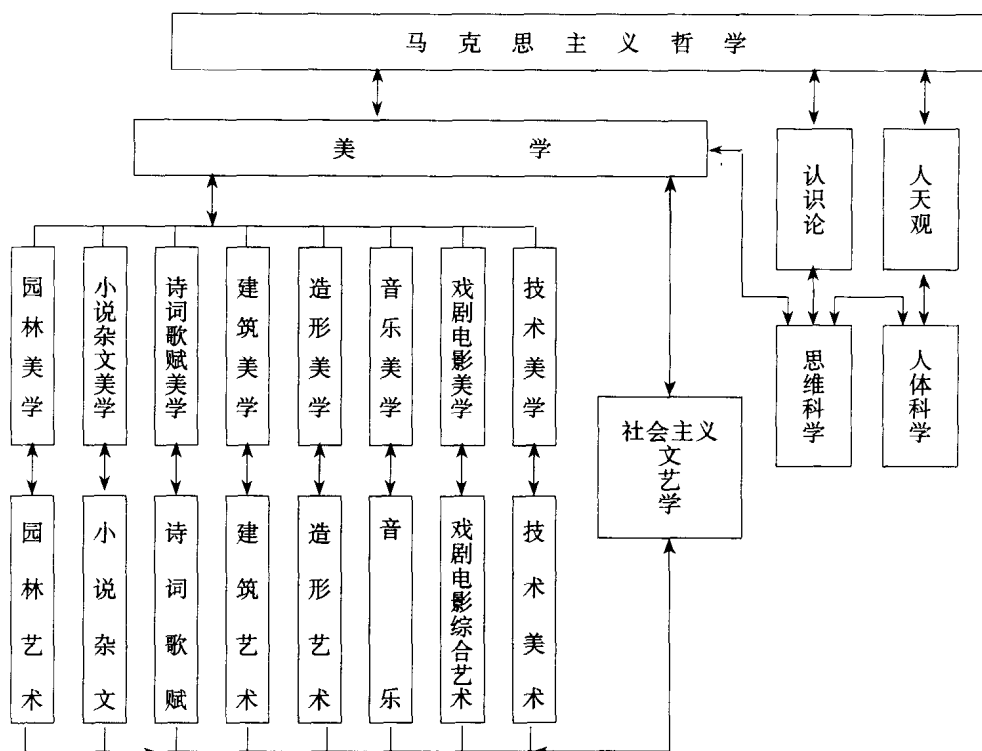 马克思主义哲学
美学
认识论
人天观
园林美学
小说杂文美学
诗词歌赋美学
建筑美学
造形美学
音乐美学
戏剧电影美学
技术美学
思维科学
人体科学
社会主义
文艺学
园林艺术
小说杂文
诗词歌赋
建筑艺术
造形艺术
音乐
戏剧电影综合艺术
技术美术